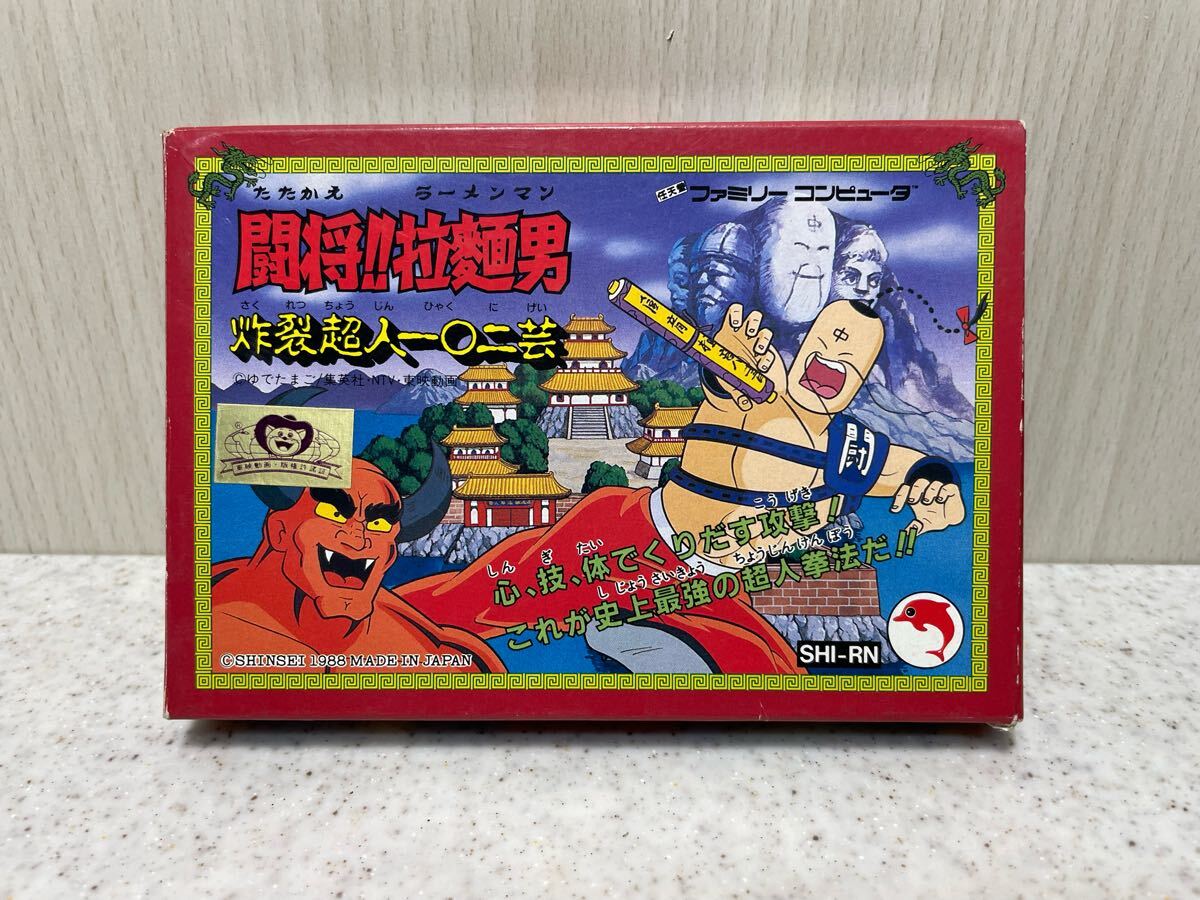 たたかえ ラーメンマン
闘将!!拉麵男
さく れつ ちょう じん ひゃく に げい
炸裂超人一〇二芸
©ゆでたまご/集英社・NTV・東映動画
任天堂 ファミリー コンピュータ™
中
中
闘
東映動画・版権許諾証
こうげき
しん ぎ たい
心、技、体でくりだす攻撃!
しじょうさいきょう ちょうじんけんぽう
これが史上最強の超人拳法だ!!
©SHINSEI 1988 MADE IN JAPAN
SHI-RN